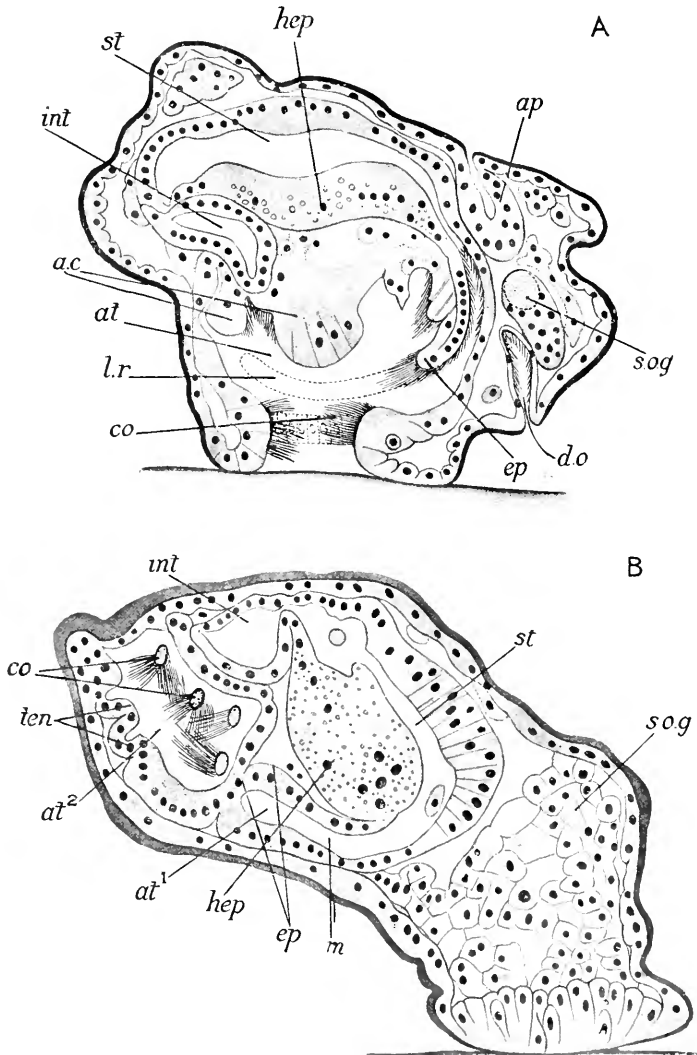 A
hep
st
ap
int
a.c
at
l.r
s.og
co
ep
d.o
B
int
st
co
s.o.g
ten
at²
at¹
hep
ep
m